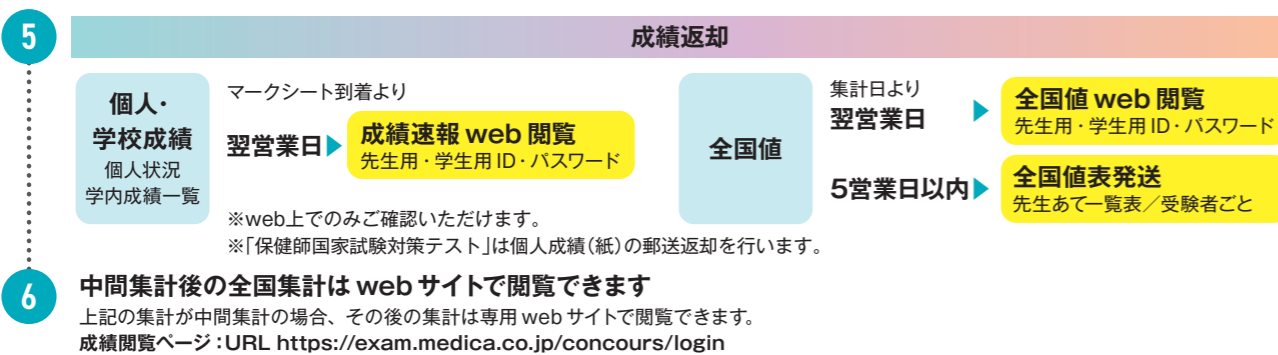 5
成績返却
個人・
学校成績
個人状況
学内成績一覧
マークシート到着より
翌営業日▶
成績速報 web 閲覧
先生用・学生用 ID・パスワード
※web上でのみご確認いただけます。
※「保健師国家試験対策テスト」は個人成績(紙)の郵送返却を行います。
全国値
集計日より
翌営業日 ▶
全国値 web 閲覧
先生用・学生用 ID・パスワード
5営業日以内▶
全国値表発送
先生あて一覧表／受験者ごと
6
中間集計後の全国集計は web サイトで閲覧できます
上記の集計が中間集計の場合、その後の集計は専用 web サイトで閲覧できます。
成績閲覧ページ：URL https://exam.medica.co.jp/concours/login